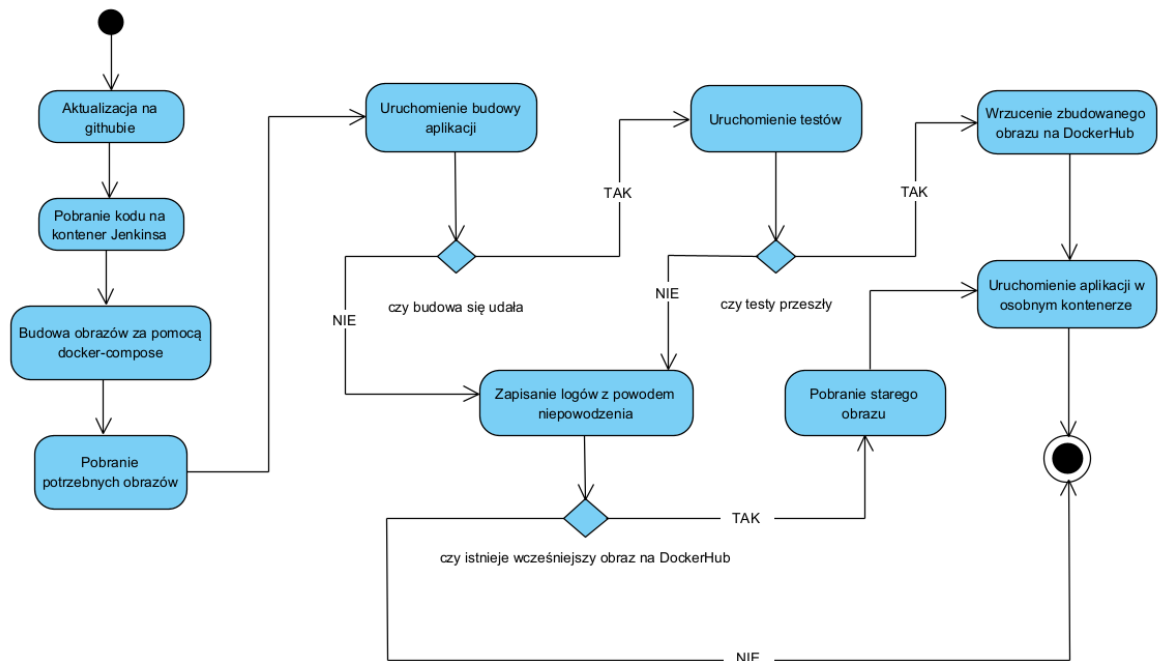 Aktualizacja na
githubie
Pobranie kodu na
kontener Jenkinsa
Budowa obrazów za pomocą
docker-compose
Pobranie
potrzebnych obrazów
Uruchomienie budowy
aplikacji
czy budowa się udała
TAK
NIE
Uruchomienie testów
czy testy przeszły
TAK
NIE
Wrzucenie zbudowanego
obrazu na DockerHub
Uruchomienie aplikacji w
osobnym kontenerze
Zapisanie logów z powodem
niepowodzenia
Pobranie starego
obrazu
czy istnieje wcześniejszy obraz na DockerHub
TAK
NIE